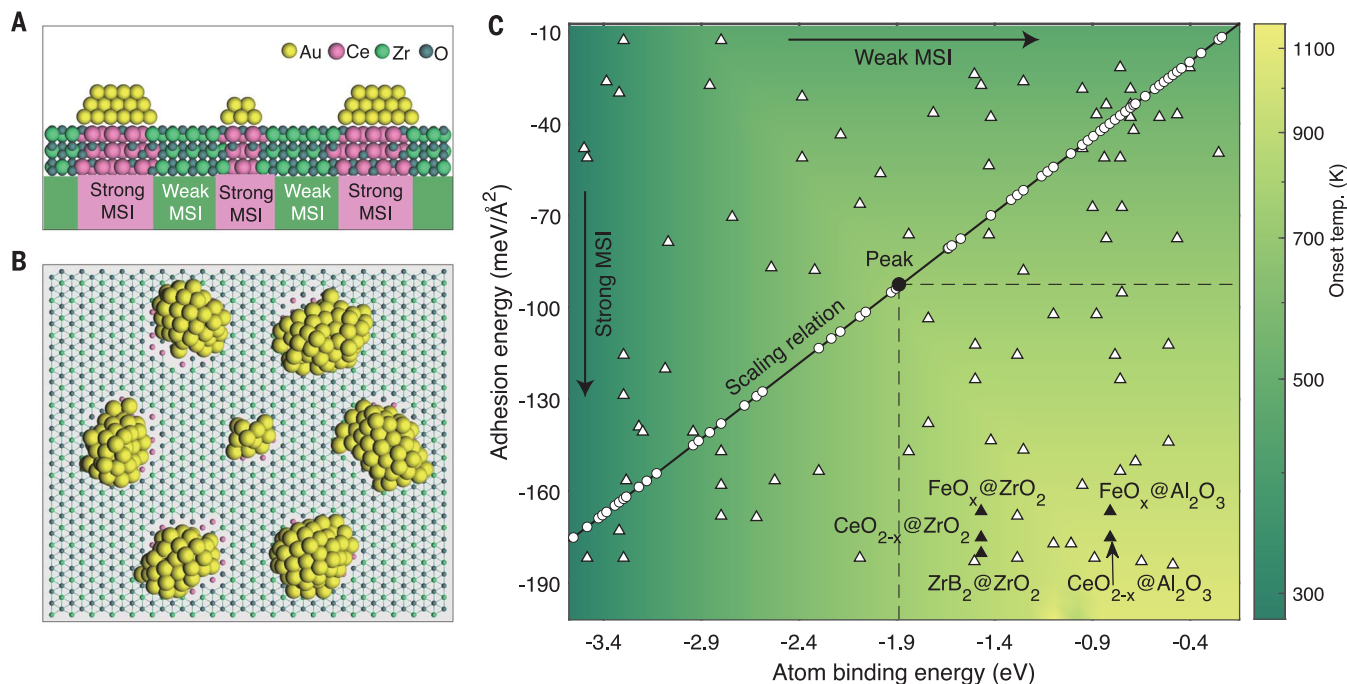 A
Au Ce Zr O
Strong MSI
Weak MSI
Strong MSI
Weak MSI
Strong MSI
B
C
Weak MSI
Strong MSI
Peak
Scaling relation
FeOₓ@ZrO₂
FeOₓ@Al₂O₃
CeO₂₋ₓ@ZrO₂
ZrB₂@ZrO₂
CeO₂₋ₓ@Al₂O₃
-10
-40
-70
-100
-130
-160
-190
Adhesion energy (meV/Å²)
-3.4 -2.9 -2.4 -1.9 -1.4 -0.9 -0.4
Atom binding energy (eV)
1100
900
700
500
300
Onset temp. (K)